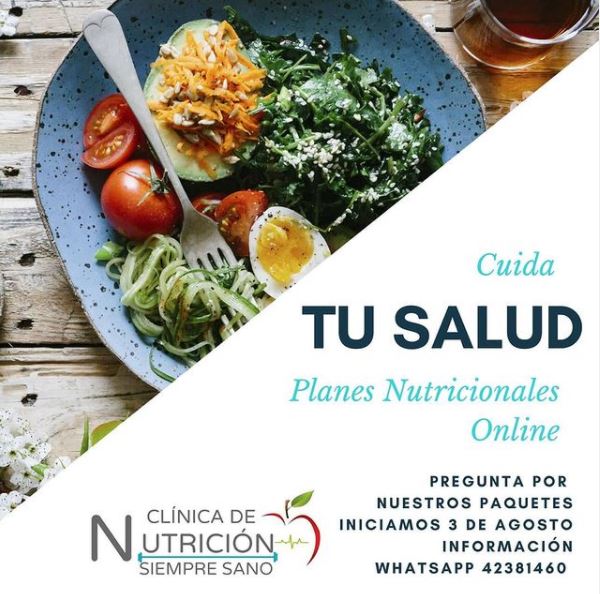 Cuida
TU SALUD
Planes Nutricionales
Online
PREGUNTA POR
NUESTROS PAQUETES
INICIAMOS 3 DE AGOSTO
INFORMACIÓN
WHATSAPP 42381460
CLÍNICA DE
NUTRICIÓN
SIEMPRE SANO